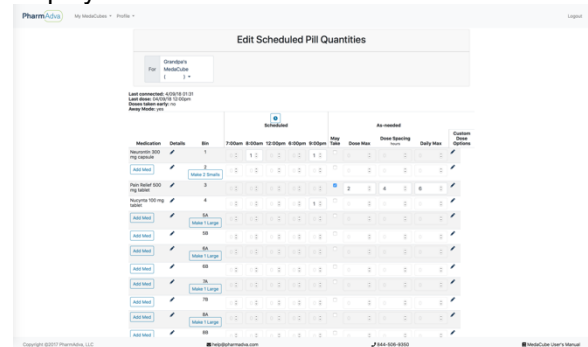 PharmAdva My MedaCubes Profile Logout
Edit Scheduled Pill Quantities
For Grandpa's MedaCube ( )
Last connected: 4/09/18 01:31
Last dose: 04/09/18 12:00pm
Doses taken early: no
Away Mode: yes
Scheduled As-needed
Medication Details Bin 7:00am 8:00am 12:00pm 6:00pm 9:00pm May Take Dose Max Dose Spacing hours Daily Max Custom Dose Options
Neurontin 300 mg capsule 1 1
Add Med 2 Make 2 Smalls
Pain Relief 500 mg tablet 3 2 4 8
Nucynta 100 mg tablet 4 1
Add Med 5A Make 1 Large
Add Med 5B
Add Med 6A Make 1 Large
Add Med 6B
Add Med Make 1 Large
Add Med 7B
Add Med 8A Make 1 Large
Add Med 8B
Copyright ©2017 PharmAdva, LLC help@pharmadva.com 844-509-9350 MedaCube User's Manual